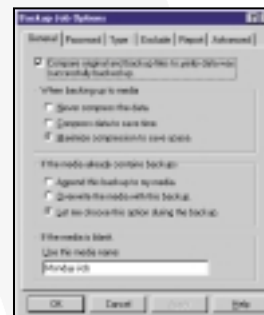 Backup Job Options
General Password Type Exclude Report Advanced
Compare original and backup files to verify data was
successfully backed up.
When backing up to media
Never compress the data.
Compress data to save time.
Maximize compression to save space.
If the media already contains backups:
Append this backup to my media.
Overwrite the media with this backup.
Let me choose this option during the backup.
If the media is blank.
Use the media name:
Monday
OK Cancel Apply Help